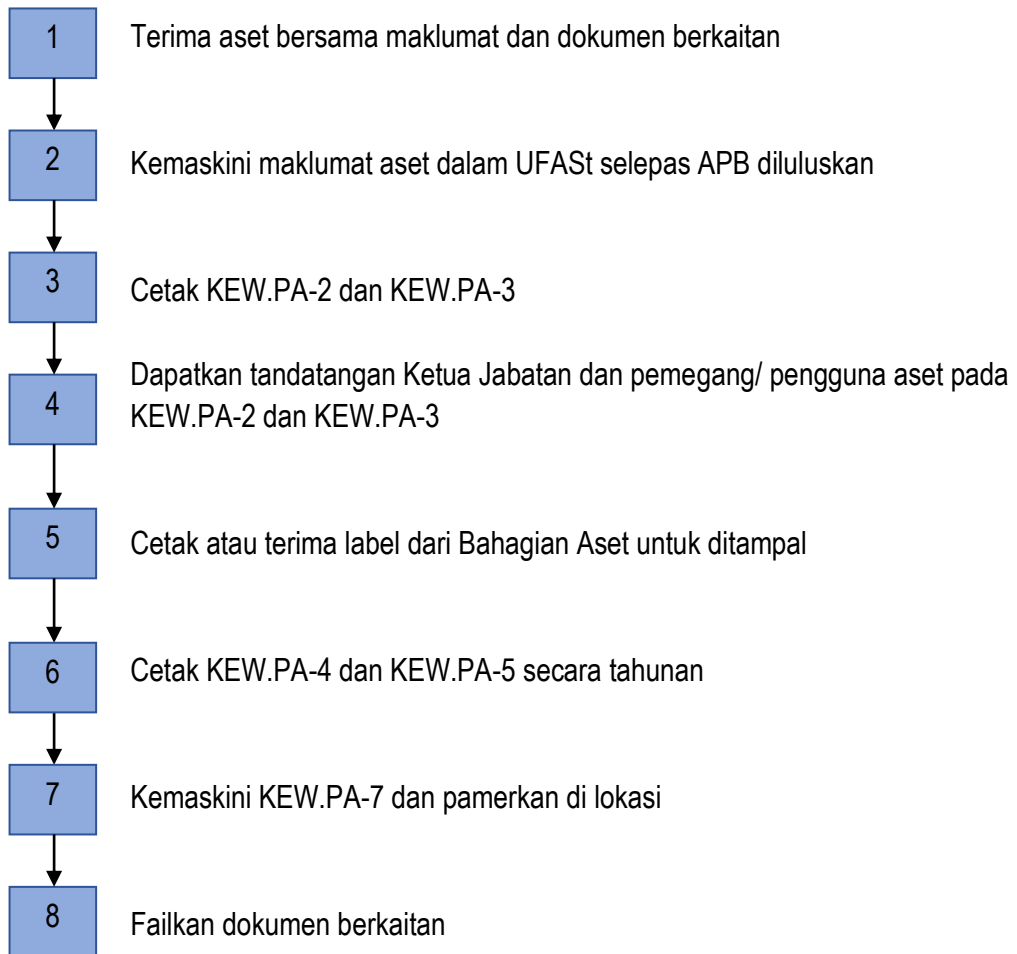 1
Terima aset bersama maklumat dan dokumen berkaitan
2
Kemaskini maklumat aset dalam UFASt selepas APB diluluskan
3
Cetak KEW.PA-2 dan KEW.PA-3
4
Dapatkan tandatangan Ketua Jabatan dan pemegang/ pengguna aset pada
KEW.PA-2 dan KEW.PA-3
5
Cetak atau terima label dari Bahagian Aset untuk ditampal
6
Cetak KEW.PA-4 dan KEW.PA-5 secara tahunan
7
Kemaskini KEW.PA-7 dan pamerkan di lokasi
8
Failkan dokumen berkaitan